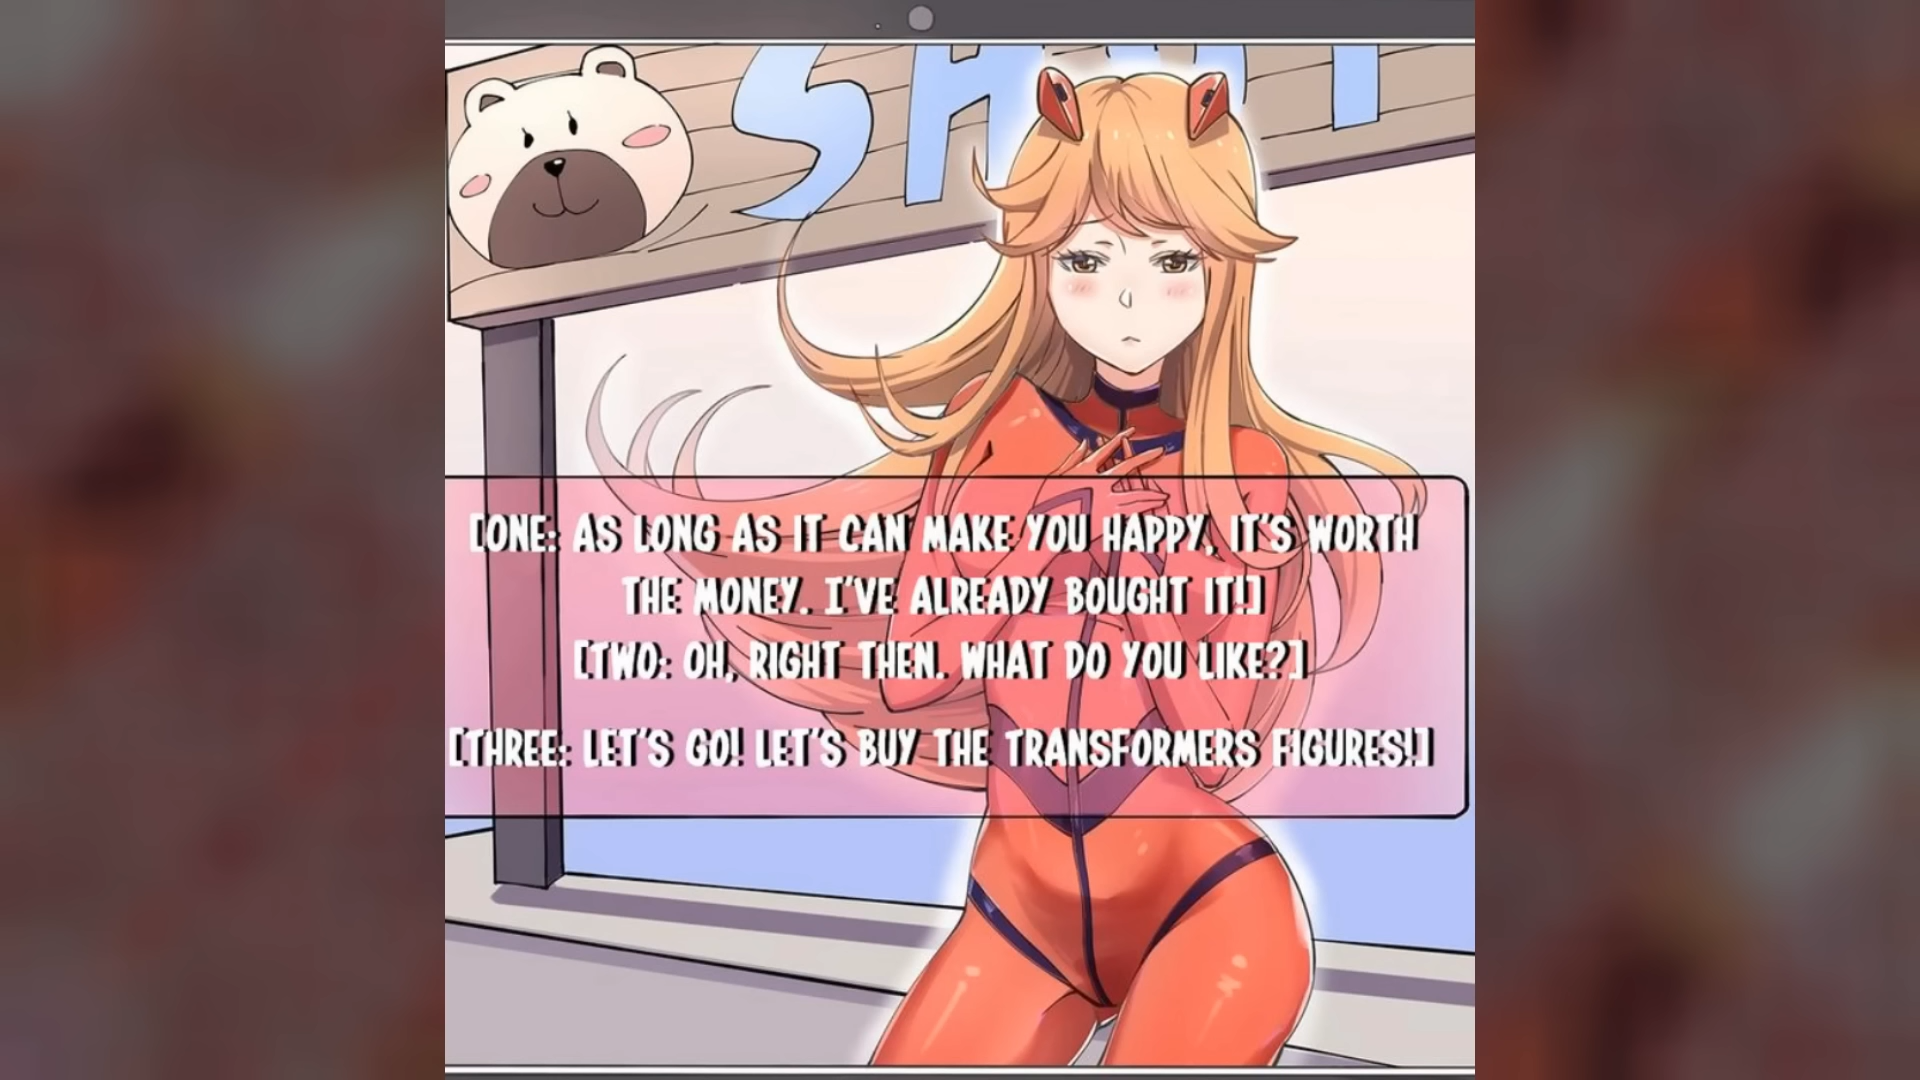 [ONE: AS LONG AS IT CAN MAKE YOU HAPPY, IT'S WORTH
THE MONEY. I'VE ALREADY BOUGHT IT!]
[TWO: OH, RIGHT THEN. WHAT DO YOU LIKE?]
[THREE: LET'S GO! LET'S BUY THE TRANSFORMERS FIGURES!]